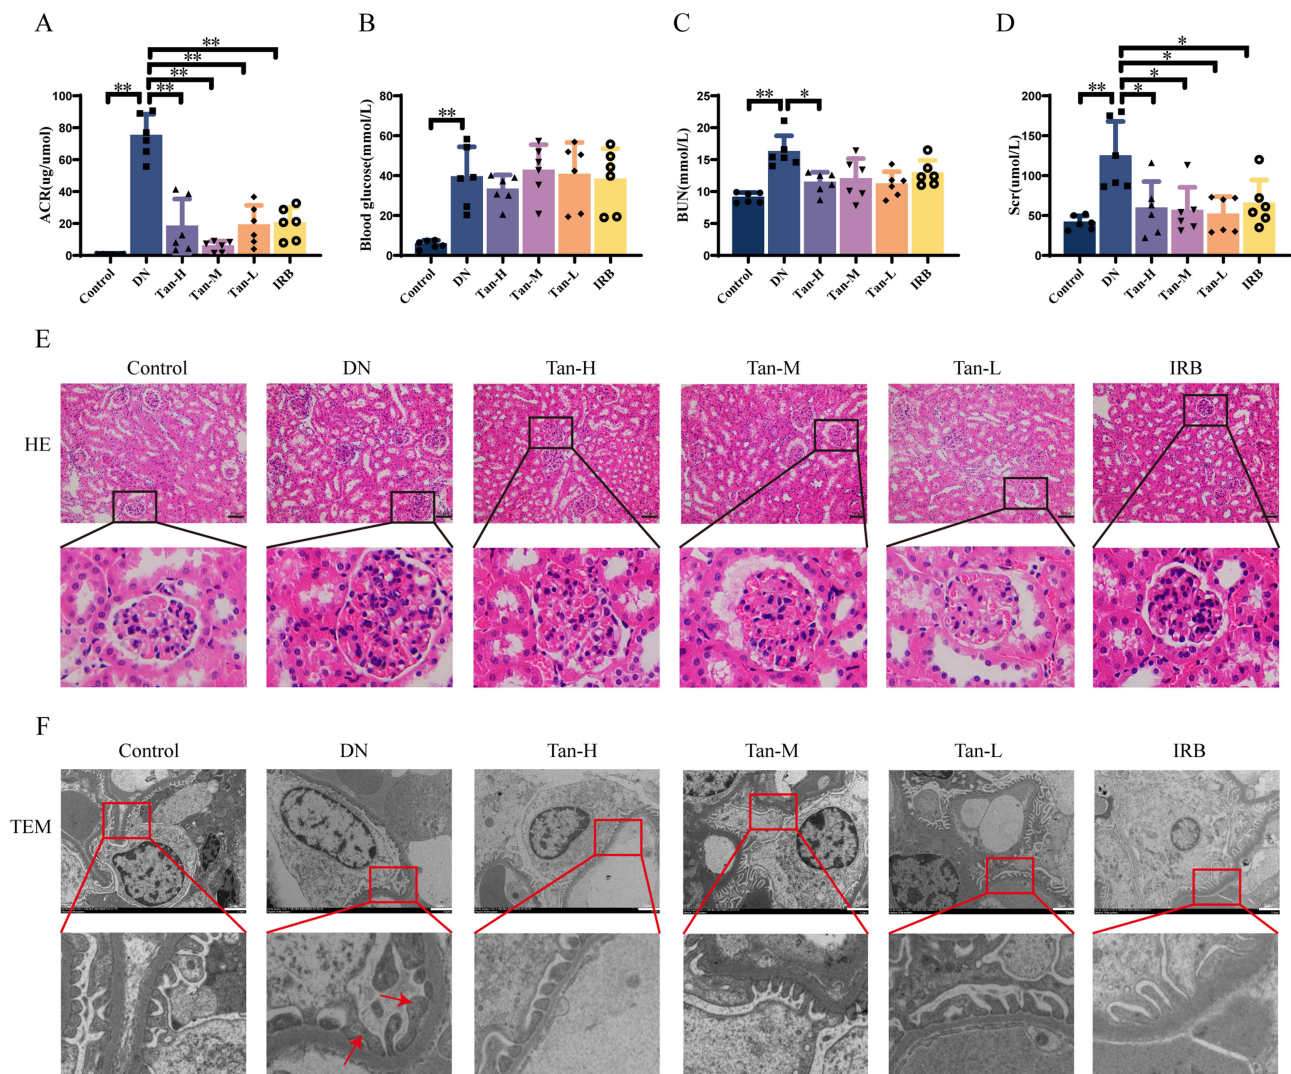 A
B
C
D
** ** ** ** **
ACR(ug/umol)
100
80
60
40
20
0
Control DN Tan-H Tan-M Tan-L IRB
**
Blood glucose(mmol/L)
80
60
40
20
0
Control DN Tan-H Tan-M Tan-L IRB
** *
BUN(mmol/L)
25
20
15
10
5
0
Control DN Tan-H Tan-M Tan-L IRB
** * * * *
Scr(umol/L)
200
150
100
50
0
Control DN Tan-H Tan-M Tan-L IRB
E
Control DN Tan-H Tan-M Tan-L IRB
HE
F
Control DN Tan-H Tan-M Tan-L IRB
TEM